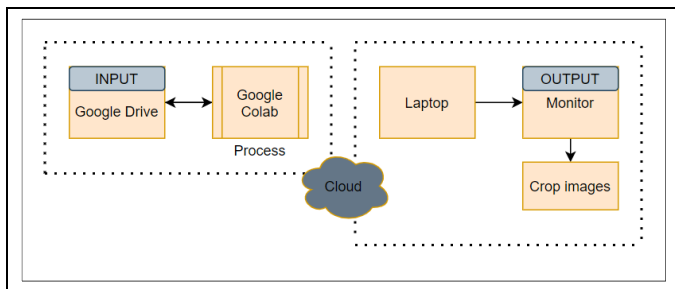 INPUT
Google Drive
Google
Colab
Process
Cloud
Laptop
OUTPUT
Monitor
Crop images